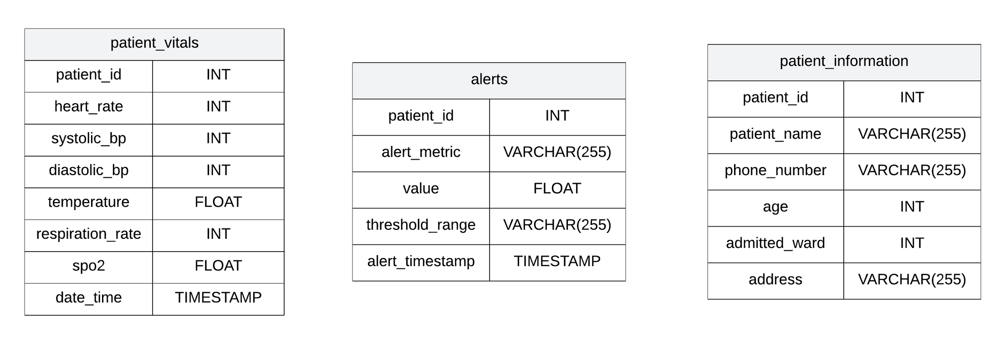 patient_vitals
patient_id INT
heart_rate INT
systolic_bp INT
diastolic_bp INT
temperature FLOAT
respiration_rate INT
spo2 FLOAT
date_time TIMESTAMP
alerts
patient_id INT
alert_metric VARCHAR(255)
value FLOAT
threshold_range VARCHAR(255)
alert_timestamp TIMESTAMP
patient_information
patient_id INT
patient_name VARCHAR(255)
phone_number VARCHAR(255)
age INT
admitted_ward INT
address VARCHAR(255)